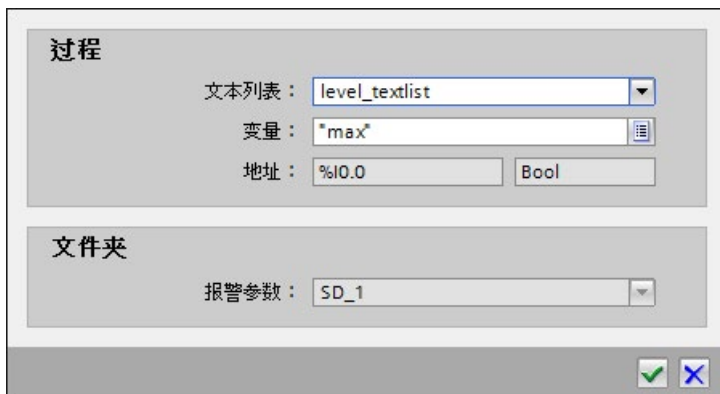 过程
文本列表： level_textlist
变量： "max"
地址： %I0.0 Bool
文件夹
报警参数： SD_1